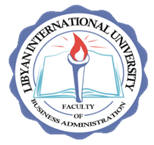 LIBYAN INTERNATIONAL UNIVERSITY
FACULTY
OF
BUSINESS ADMINISTRATION